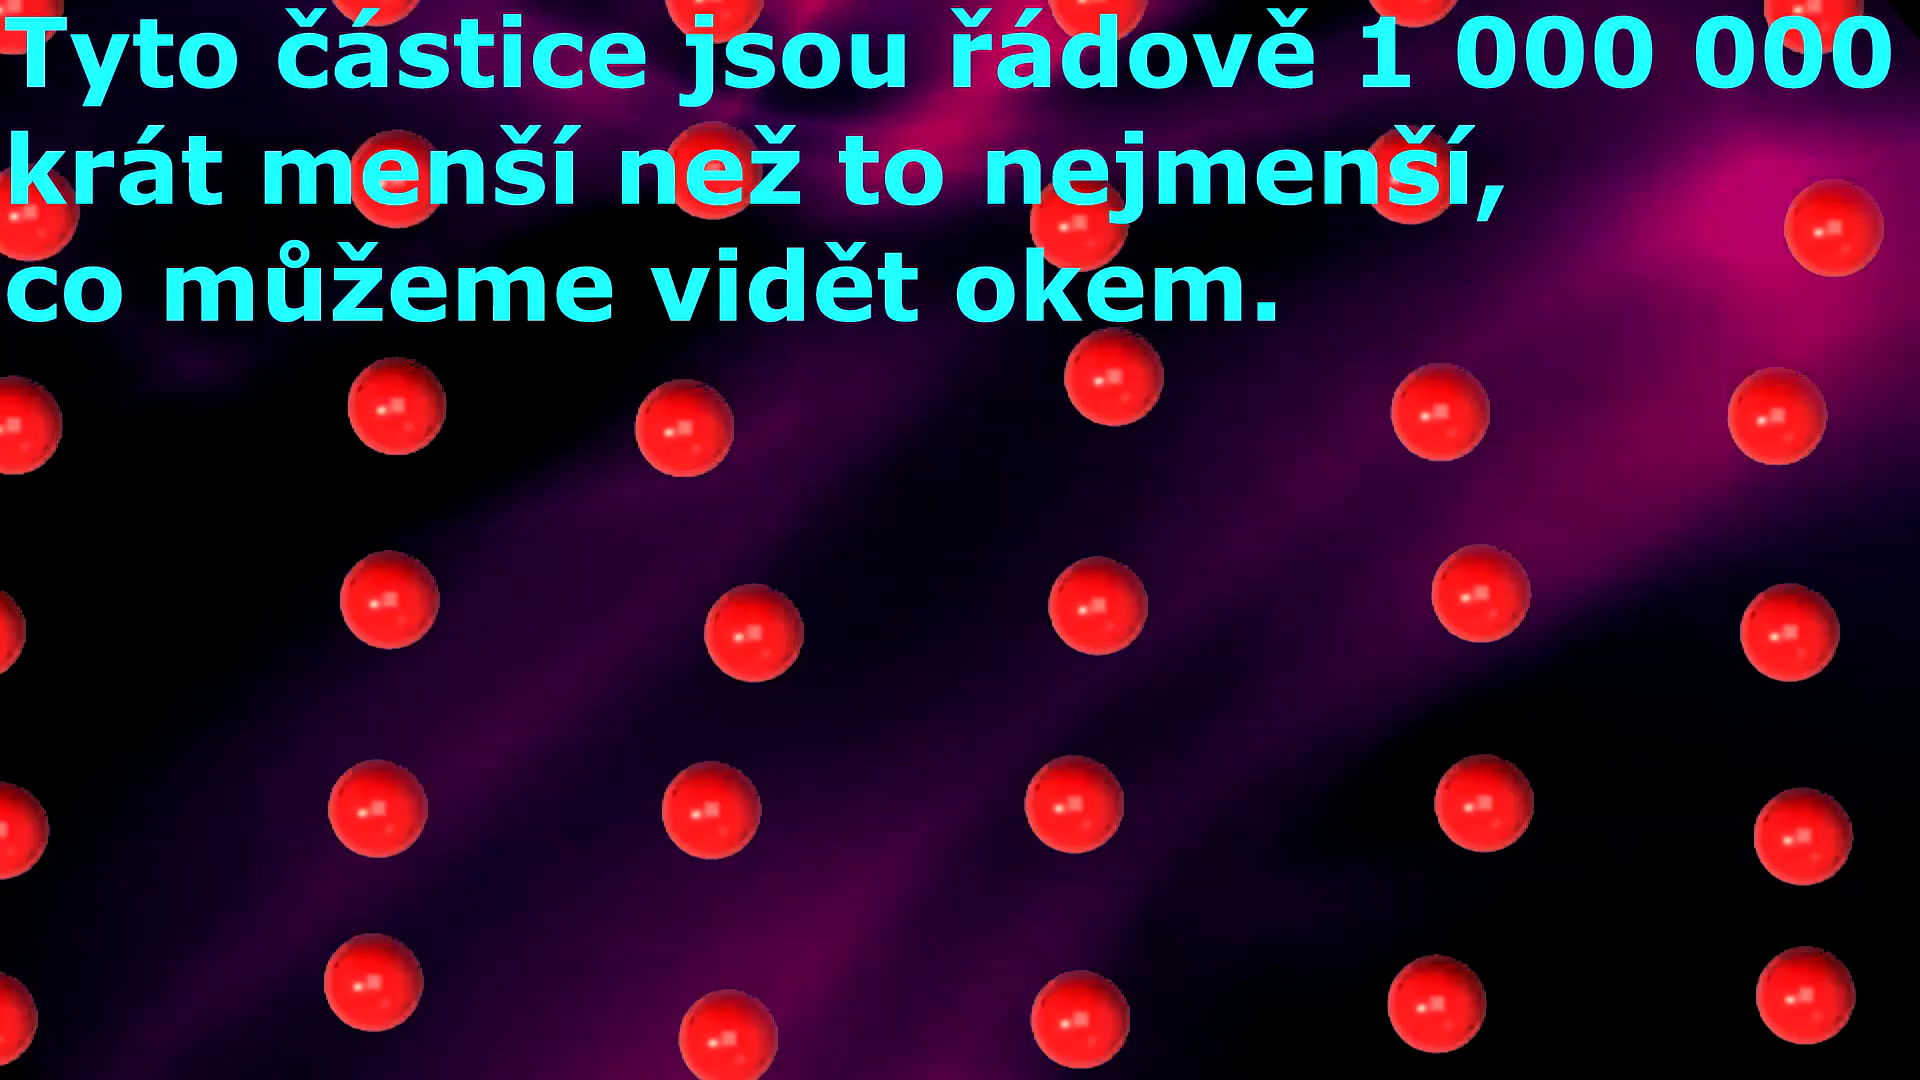 Tyto částice jsou řádově 1 000 000
krát menší než to nejmenší,
co můžeme vidět okem.